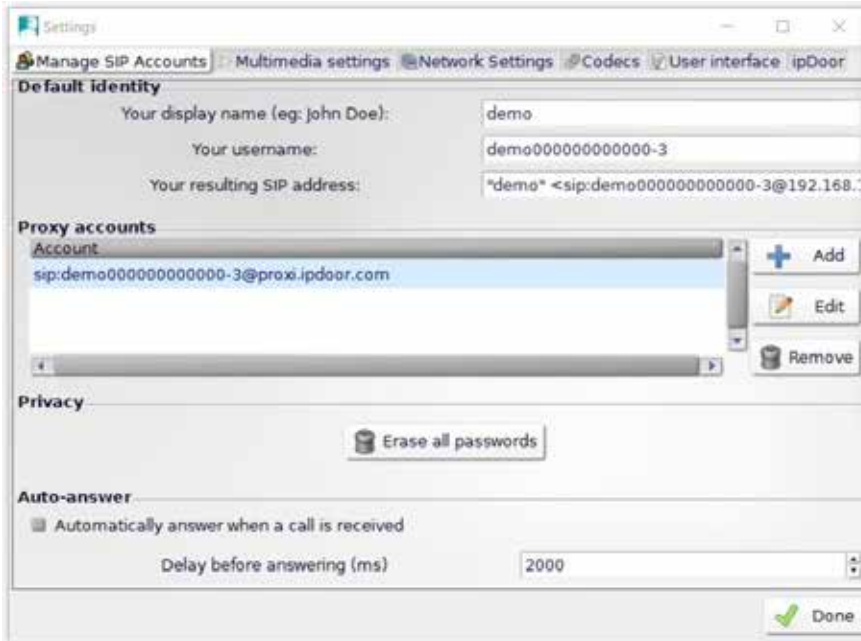 Settings
Manage SIP Accounts Multimedia settings Network Settings Codecs User interface ipDoor
Default identity
Your display name (eg: John Doe): demo
Your username: demo000000000000-3
Your resulting SIP address: "demo" <sip:demo000000000000-3@192.168.
Proxy accounts
Account
sip:demo000000000000-3@proxi.ipdoor.com
Add
Edit
Remove
Privacy
Erase all passwords
Auto-answer
Automatically answer when a call is received
Delay before answering (ms) 2000
Done